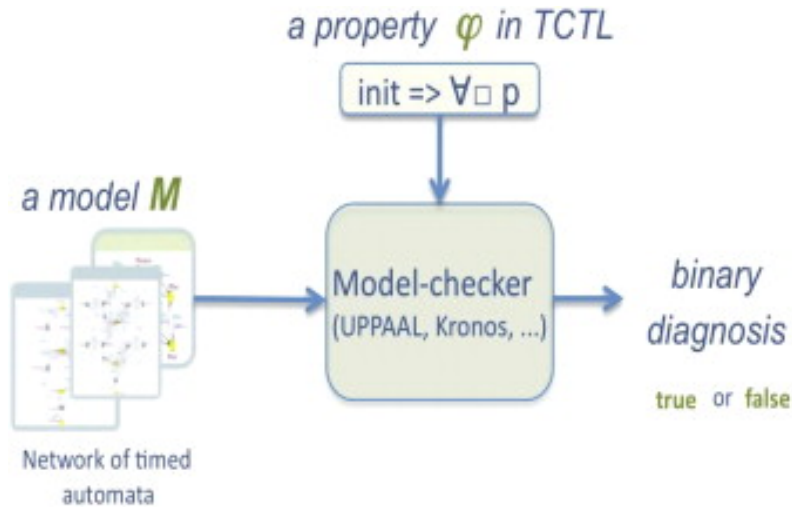 a property φ in TCTL
init => ∀□ p
a model M
Model-checker
(UPPAAL, Kronos, ...)
binary
diagnosis
true or false
Network of timed
automata